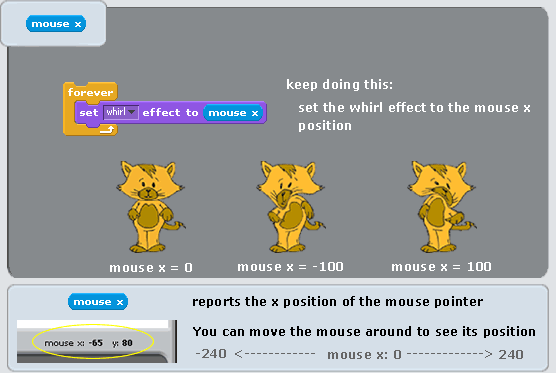 mouse x
forever
set whirl effect to mouse x
keep doing this:
set the whirl effect to the mouse x
position
mouse x = 0
mouse x = -100
mouse x = 100
mouse x
reports the x position of the mouse pointer
You can move the mouse around to see its position
mouse x: -65 y: 80
-240 <------------ mouse x: 0 ------------> 240